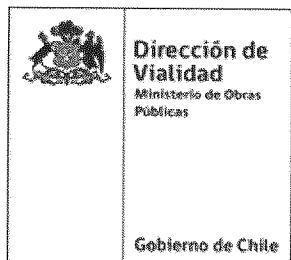 Dirección de
Vialidad
Ministerio de Obras
Públicas
Gobierno de Chile